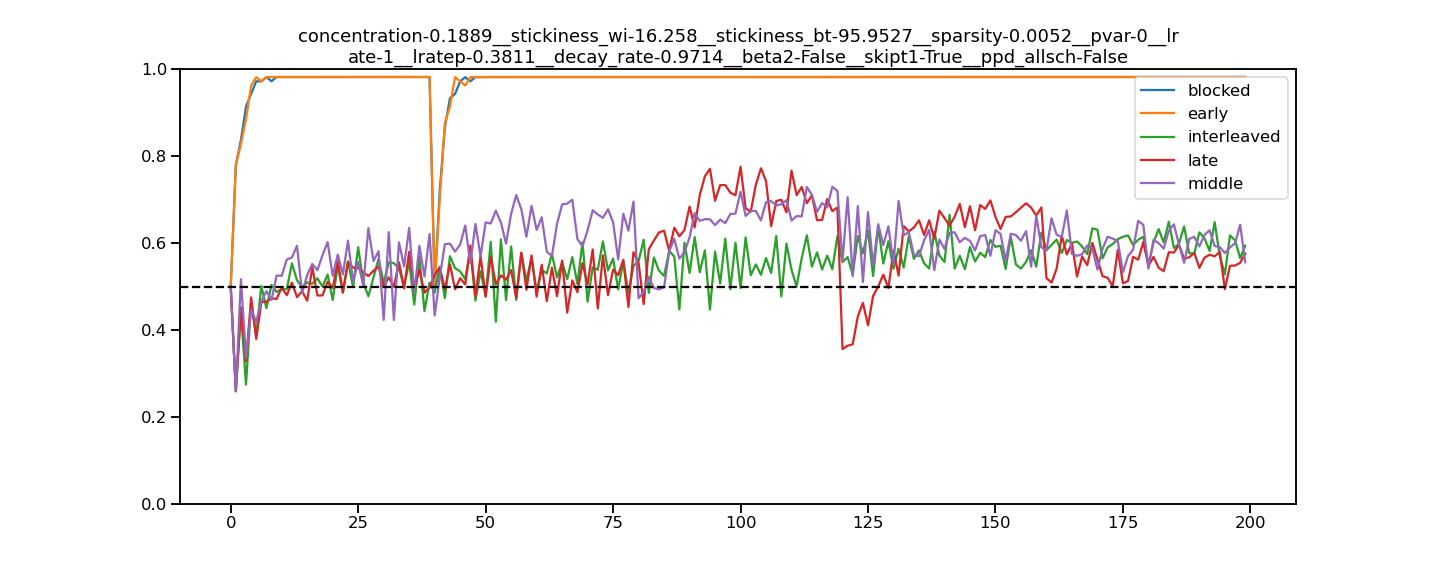 concentration-0.1889__stickiness_wi-16.258__stickiness_bt-95.9527__sparsity-0.0052__pvar-0__lr
ate-1__lratep-0.3811__decay_rate-0.9714__beta2-False__skipt1-True__ppd_allsch-False
1.0
0.8
0.6
0.4
0.2
0.0
blocked
early
interleaved
late
middle
0 25 50 75 100 125 150 175 200